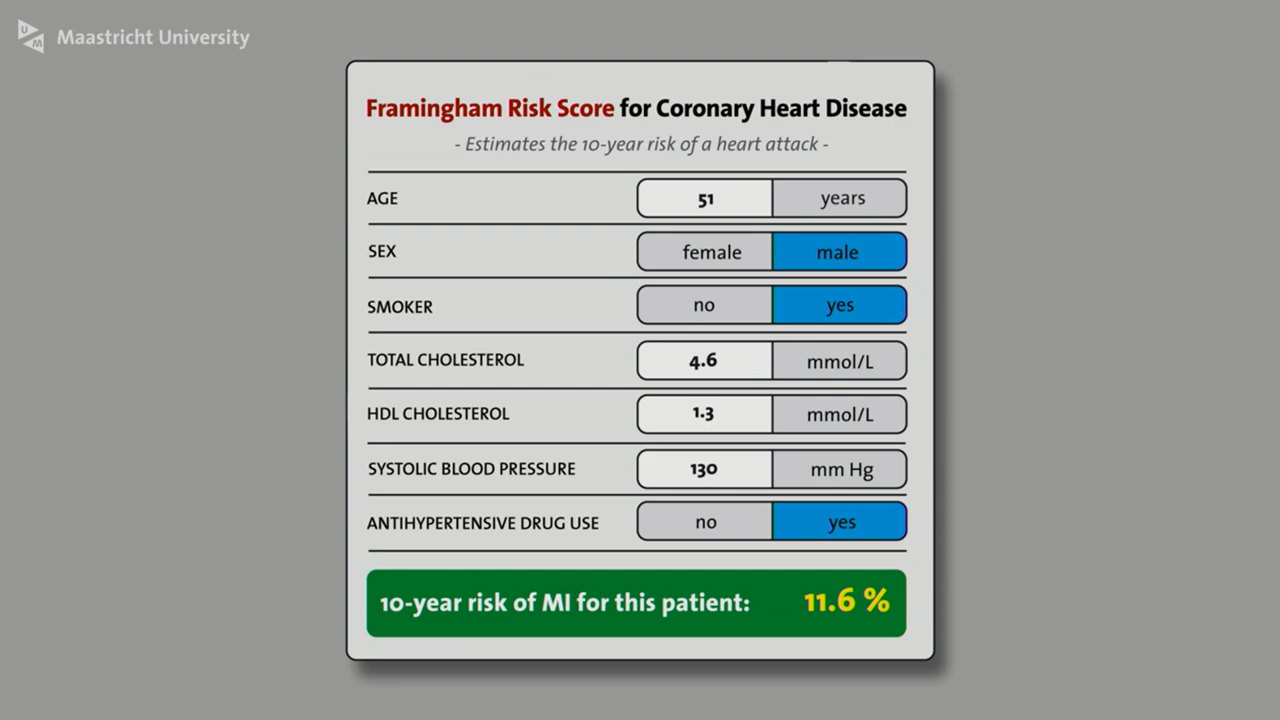 UM Maastricht University
Framingham Risk Score for Coronary Heart Disease
- Estimates the 10-year risk of a heart attack -
AGE 51 years
SEX female male
SMOKER no yes
TOTAL CHOLESTEROL 4.6 mmol/L
HDL CHOLESTEROL 1.3 mmol/L
SYSTOLIC BLOOD PRESSURE 130 mm Hg
ANTIHYPERTENSIVE DRUG USE no yes
10-year risk of MI for this patient: 11.6 %